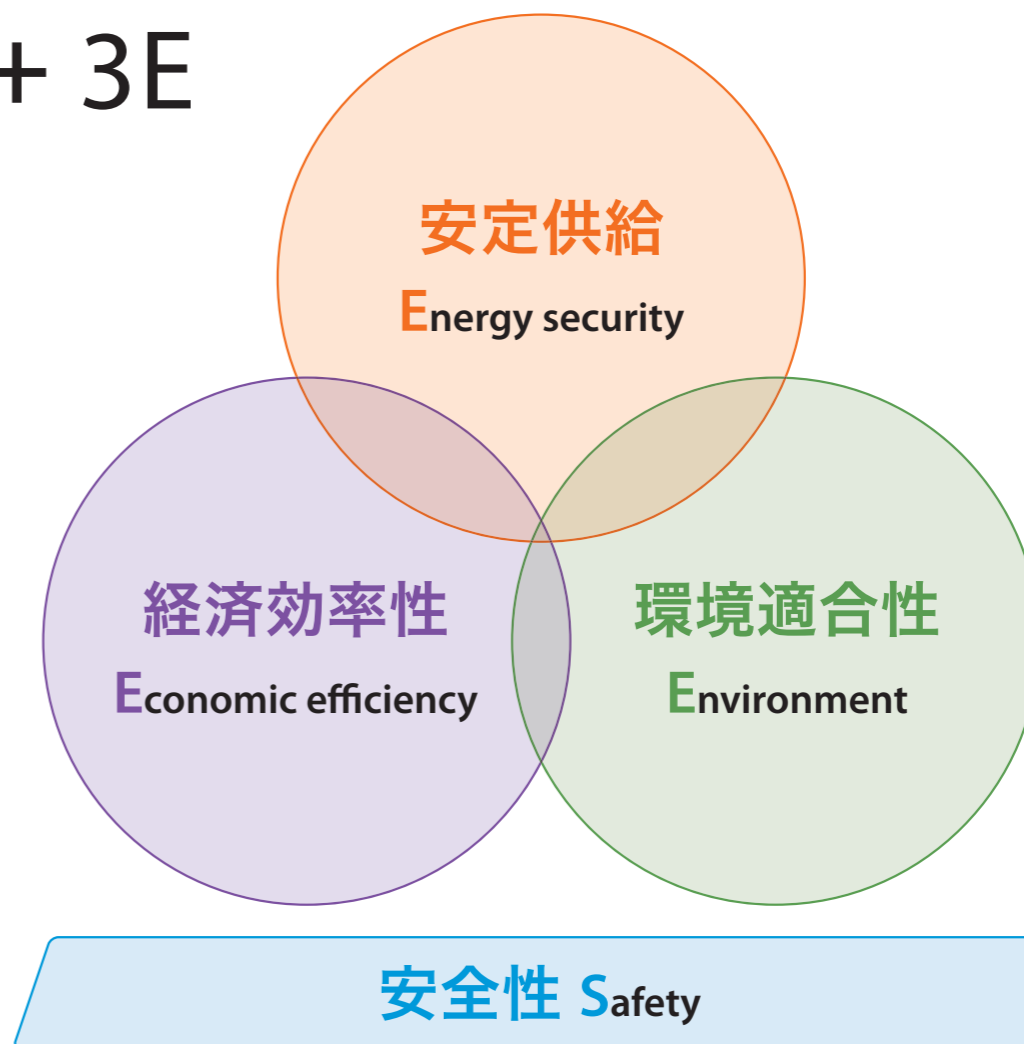 + 3E
安定供給
Energy security
経済効率性
Economic efficiency
環境適合性
Environment
安全性 Safety